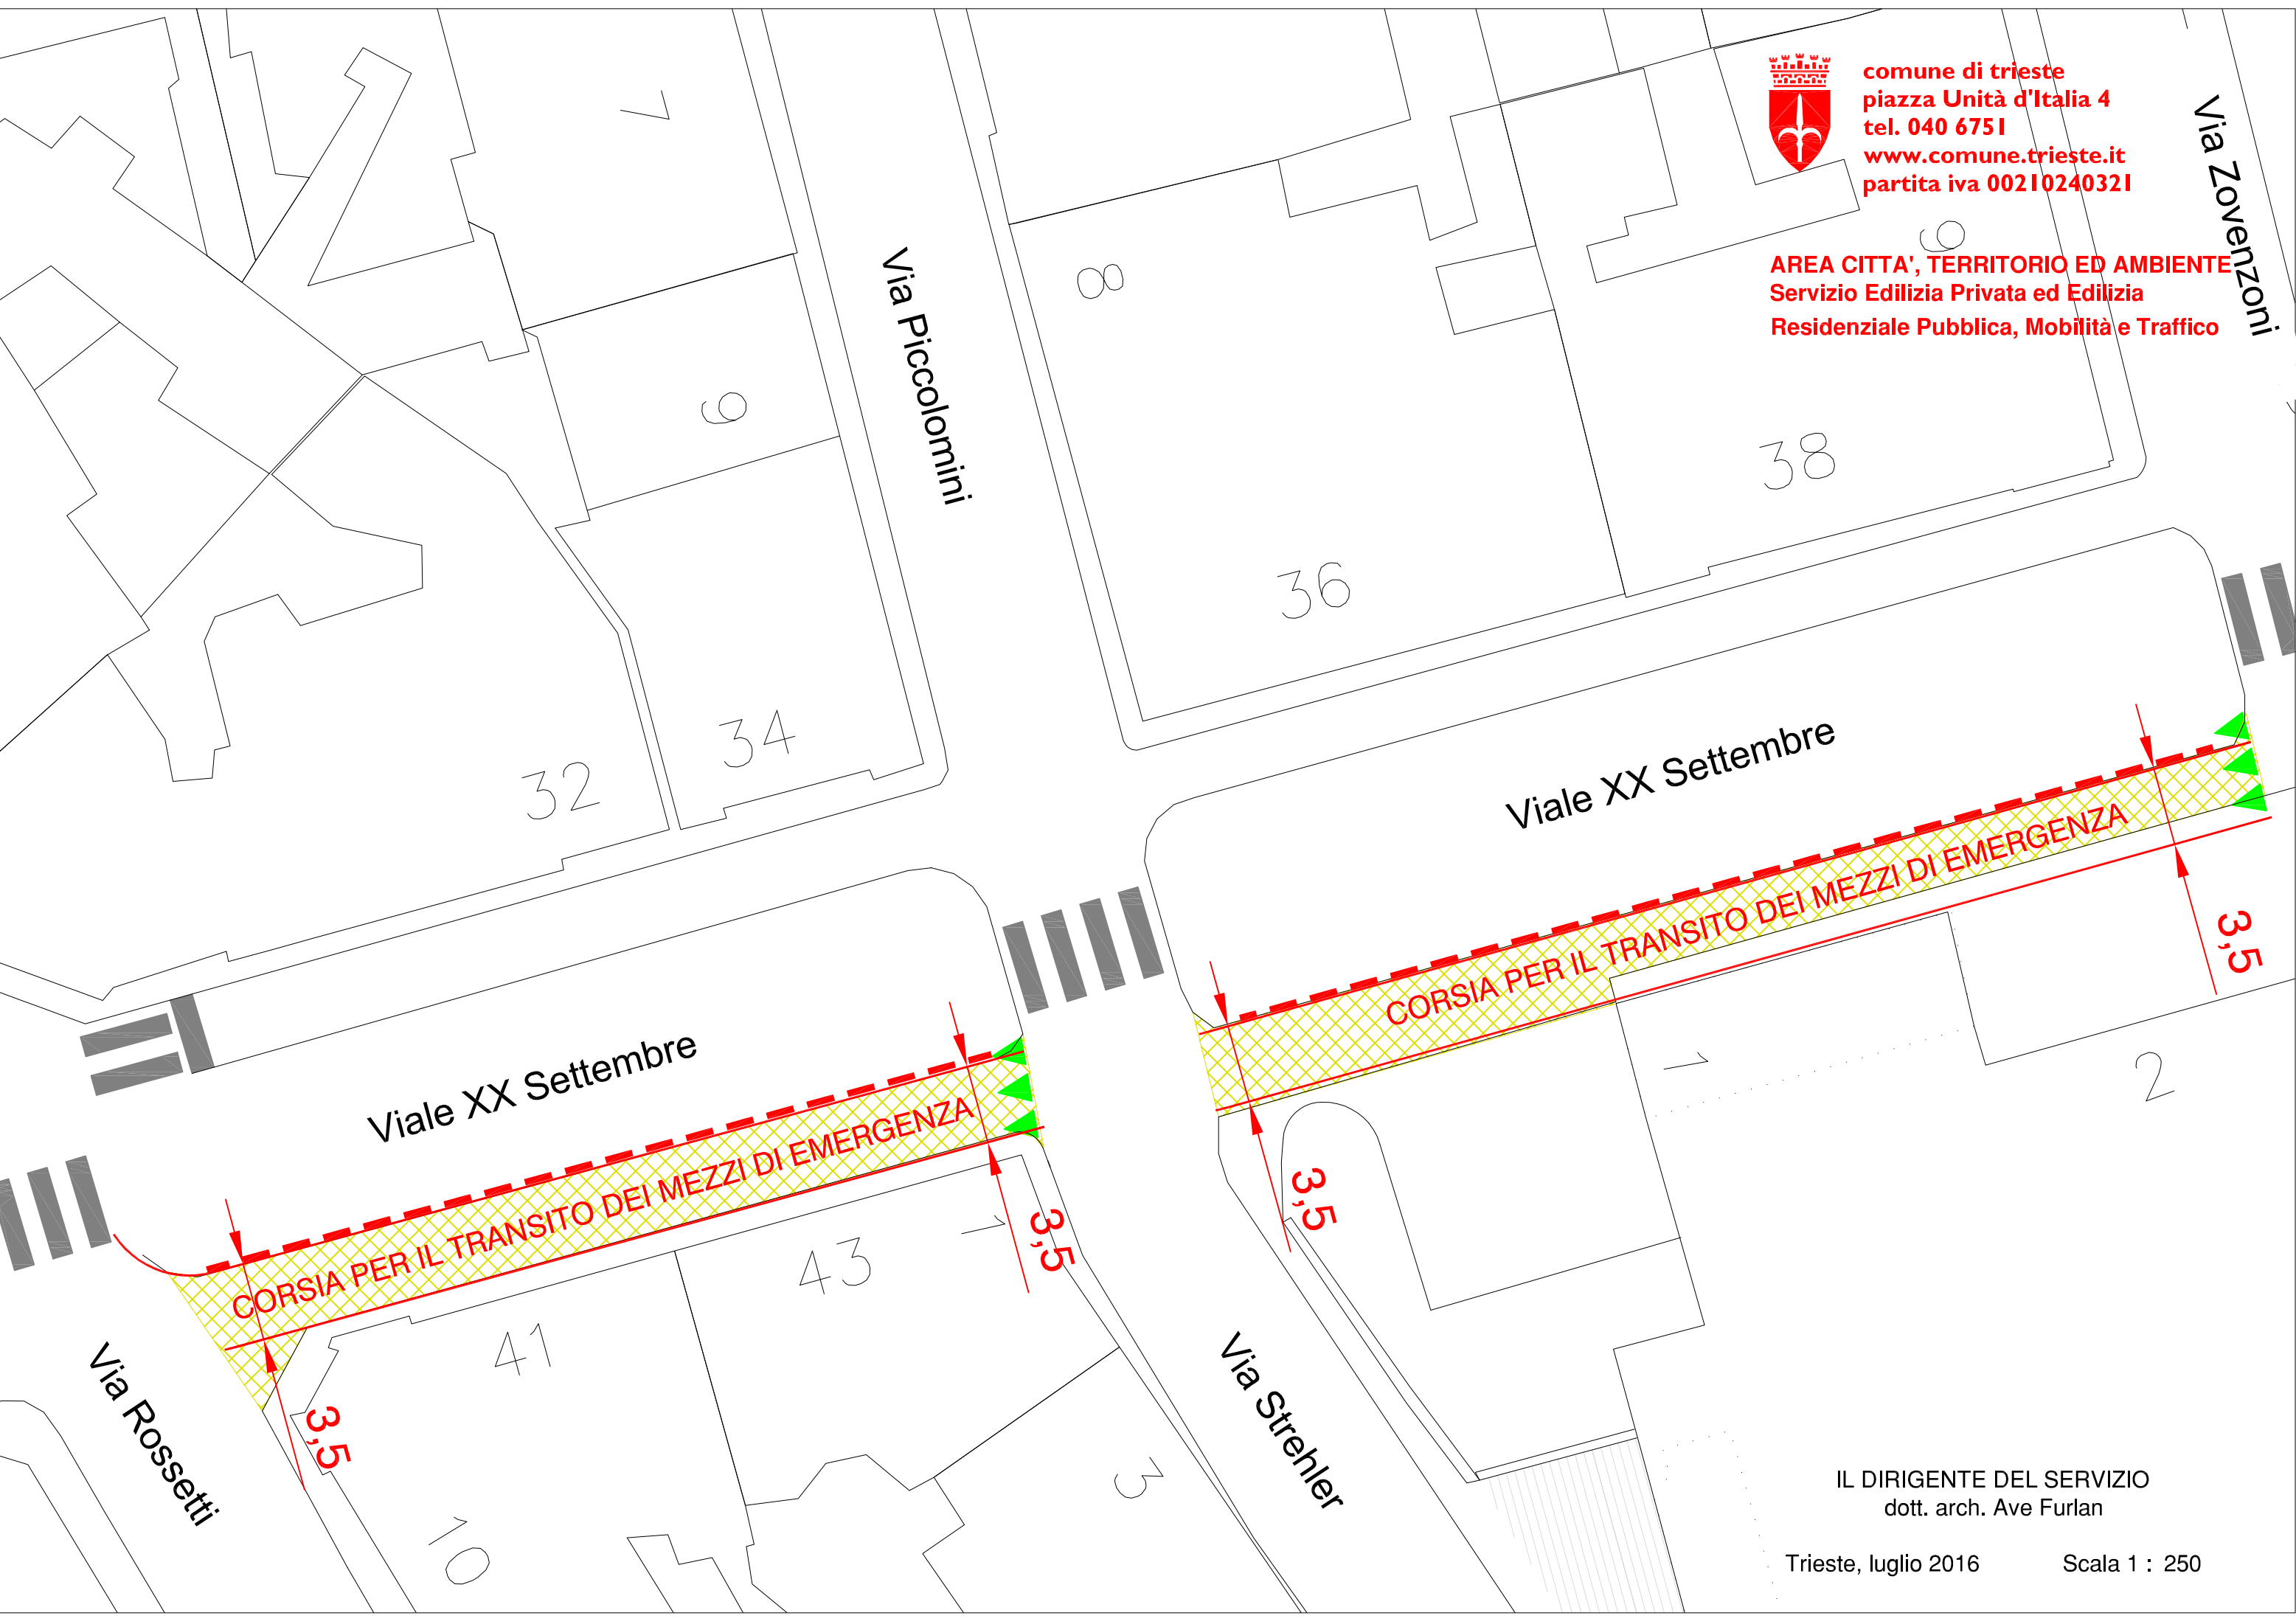 comune di trieste
piazza Unità d'Italia 4
tel. 040 6751
www.comune.trieste.it
partita iva 00210240321
AREA CITTA', TERRITORIO ED AMBIENTE
Servizio Edilizia Privata ed Edilizia
Residenziale Pubblica, Mobilità e Traffico
Via Zovenzoni
Via Piccolomini
7
9
8
9
38
36
34
32
Viale XX Settembre
CORSIA PER IL TRANSITO DEI MEZZI DI EMERGENZA
3,5
3,5
Viale XX Settembre
CORSIA PER IL TRANSITO DEI MEZZI DI EMERGENZA
3,5
3,5
1
2
43
1
41
3
10
Via Rossetti
Via Strehler
IL DIRIGENTE DEL SERVIZIO
dott. arch. Ave Furlan
Trieste, luglio 2016 Scala 1 : 250